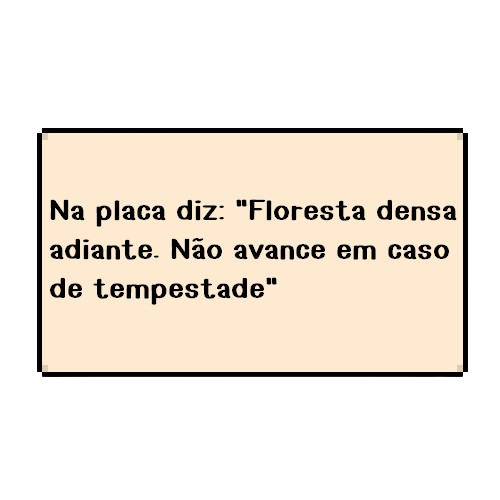 Na placa diz: "Floresta densa
adiante. Não avance em caso
de tempestade"